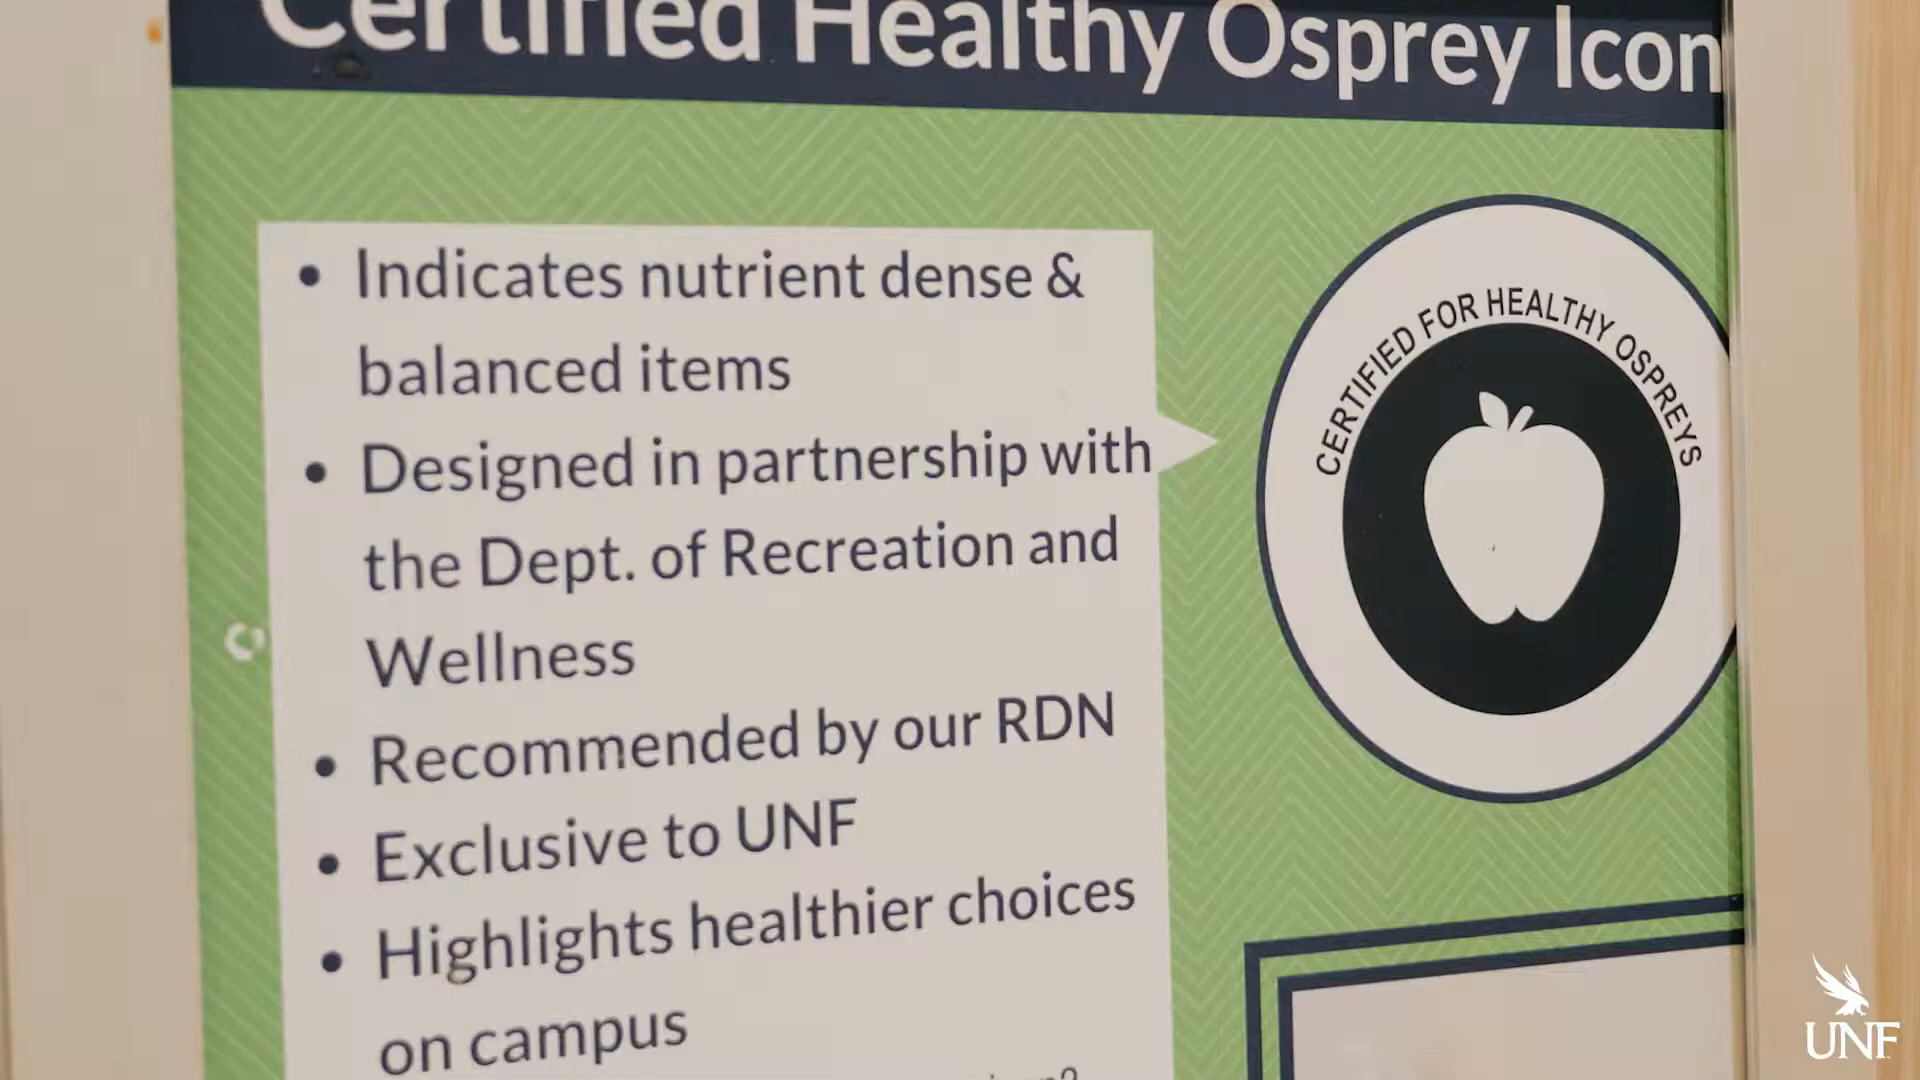 Certified Healthy Osprey Icon
• Indicates nutrient dense &
balanced items
• Designed in partnership with
the Dept. of Recreation and
Wellness
• Recommended by our RDN
• Exclusive to UNF
• Highlights healthier choices
on campus
CERTIFIED FOR HEALTHY OSPREYS
UNF